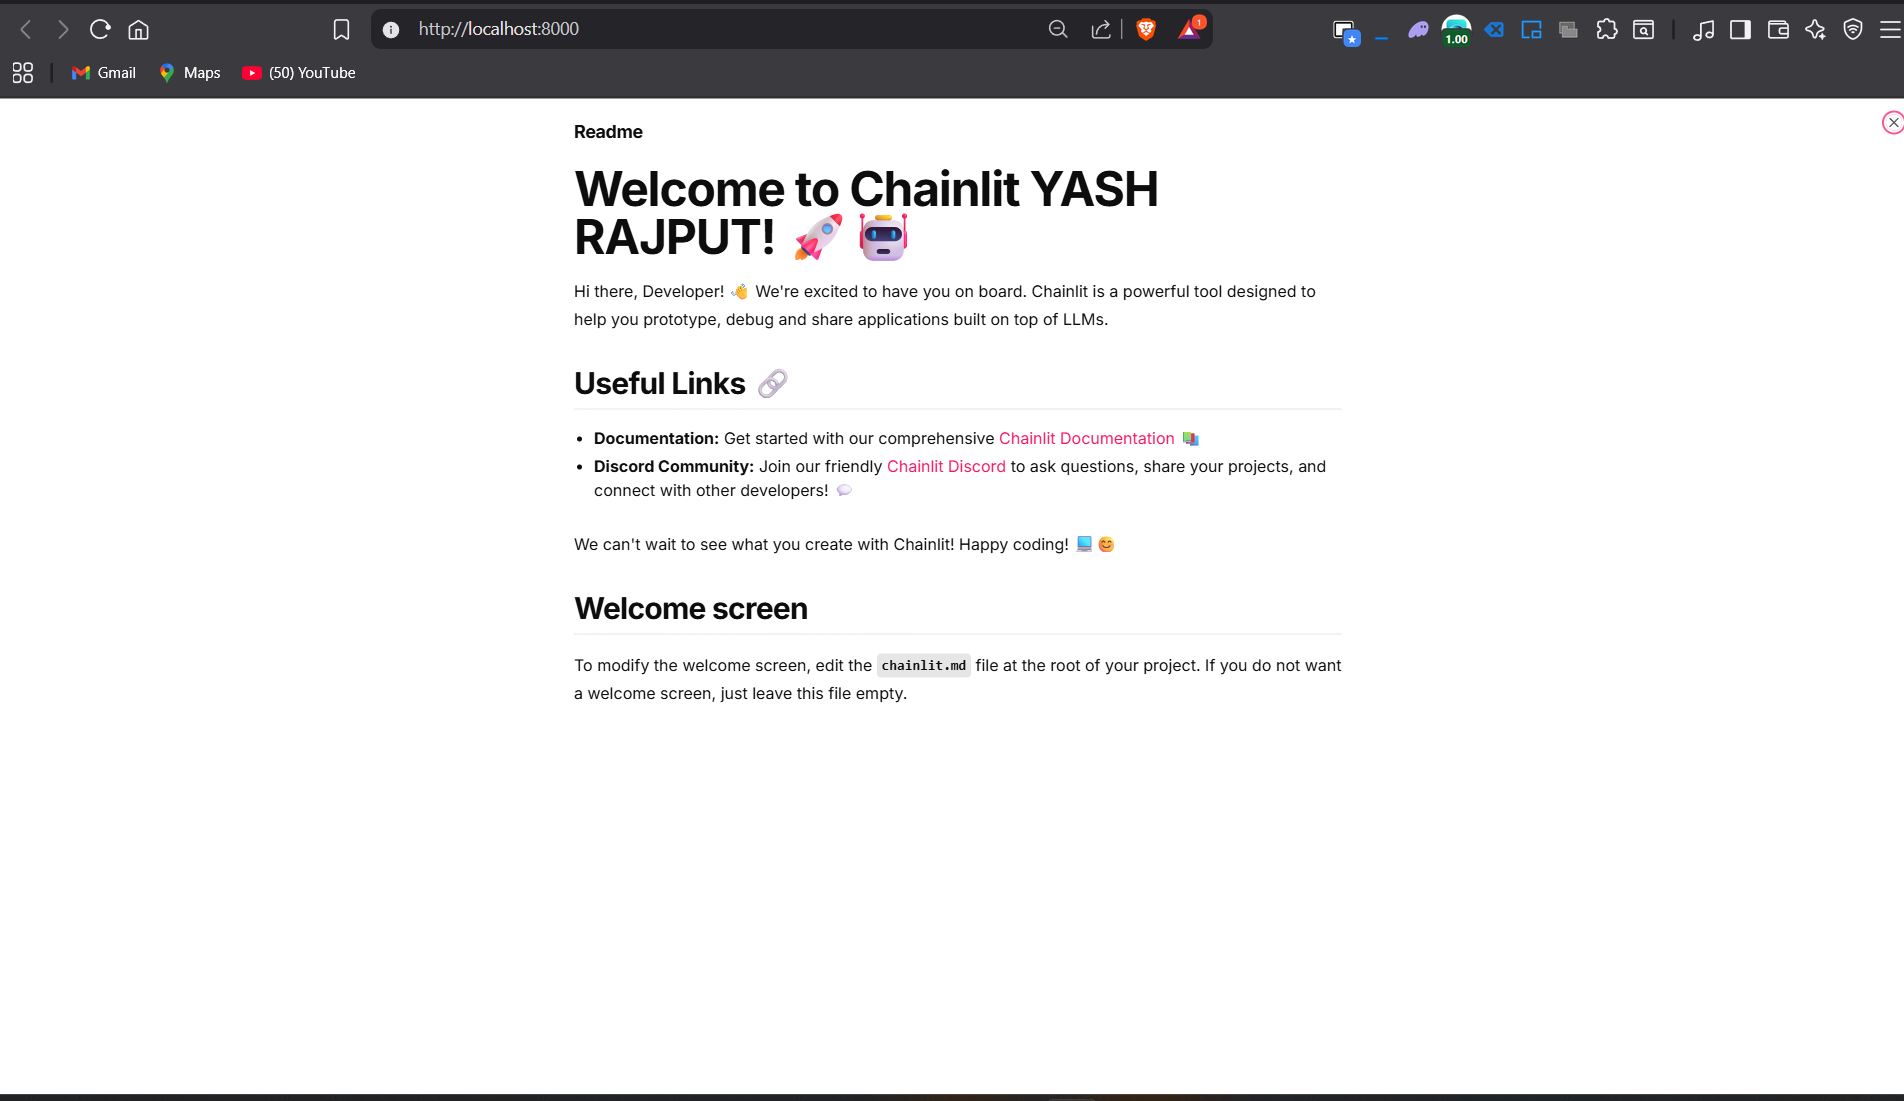 http://localhost:8000
1
1.00
Gmail
Maps
(50) YouTube
Readme
Welcome to Chainlit YASH
RAJPUT! 🚀 🤖
Hi there, Developer! 👋 We're excited to have you on board. Chainlit is a powerful tool designed to
help you prototype, debug and share applications built on top of LLMs.
Useful Links 🔗
• Documentation: Get started with our comprehensive Chainlit Documentation 📚
• Discord Community: Join our friendly Chainlit Discord to ask questions, share your projects, and
connect with other developers! 💬
We can't wait to see what you create with Chainlit! Happy coding! 💻 😊
Welcome screen
To modify the welcome screen, edit the chainlit.md file at the root of your project. If you do not want
a welcome screen, just leave this file empty.